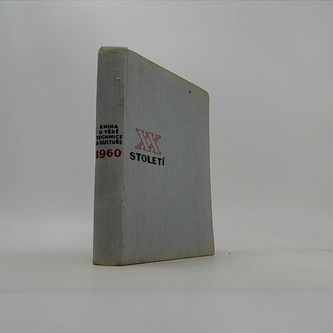 KNIHA
O VĚDĚ
TECHNICE
A KULTUŘE
1960
XX
STOLETÍ